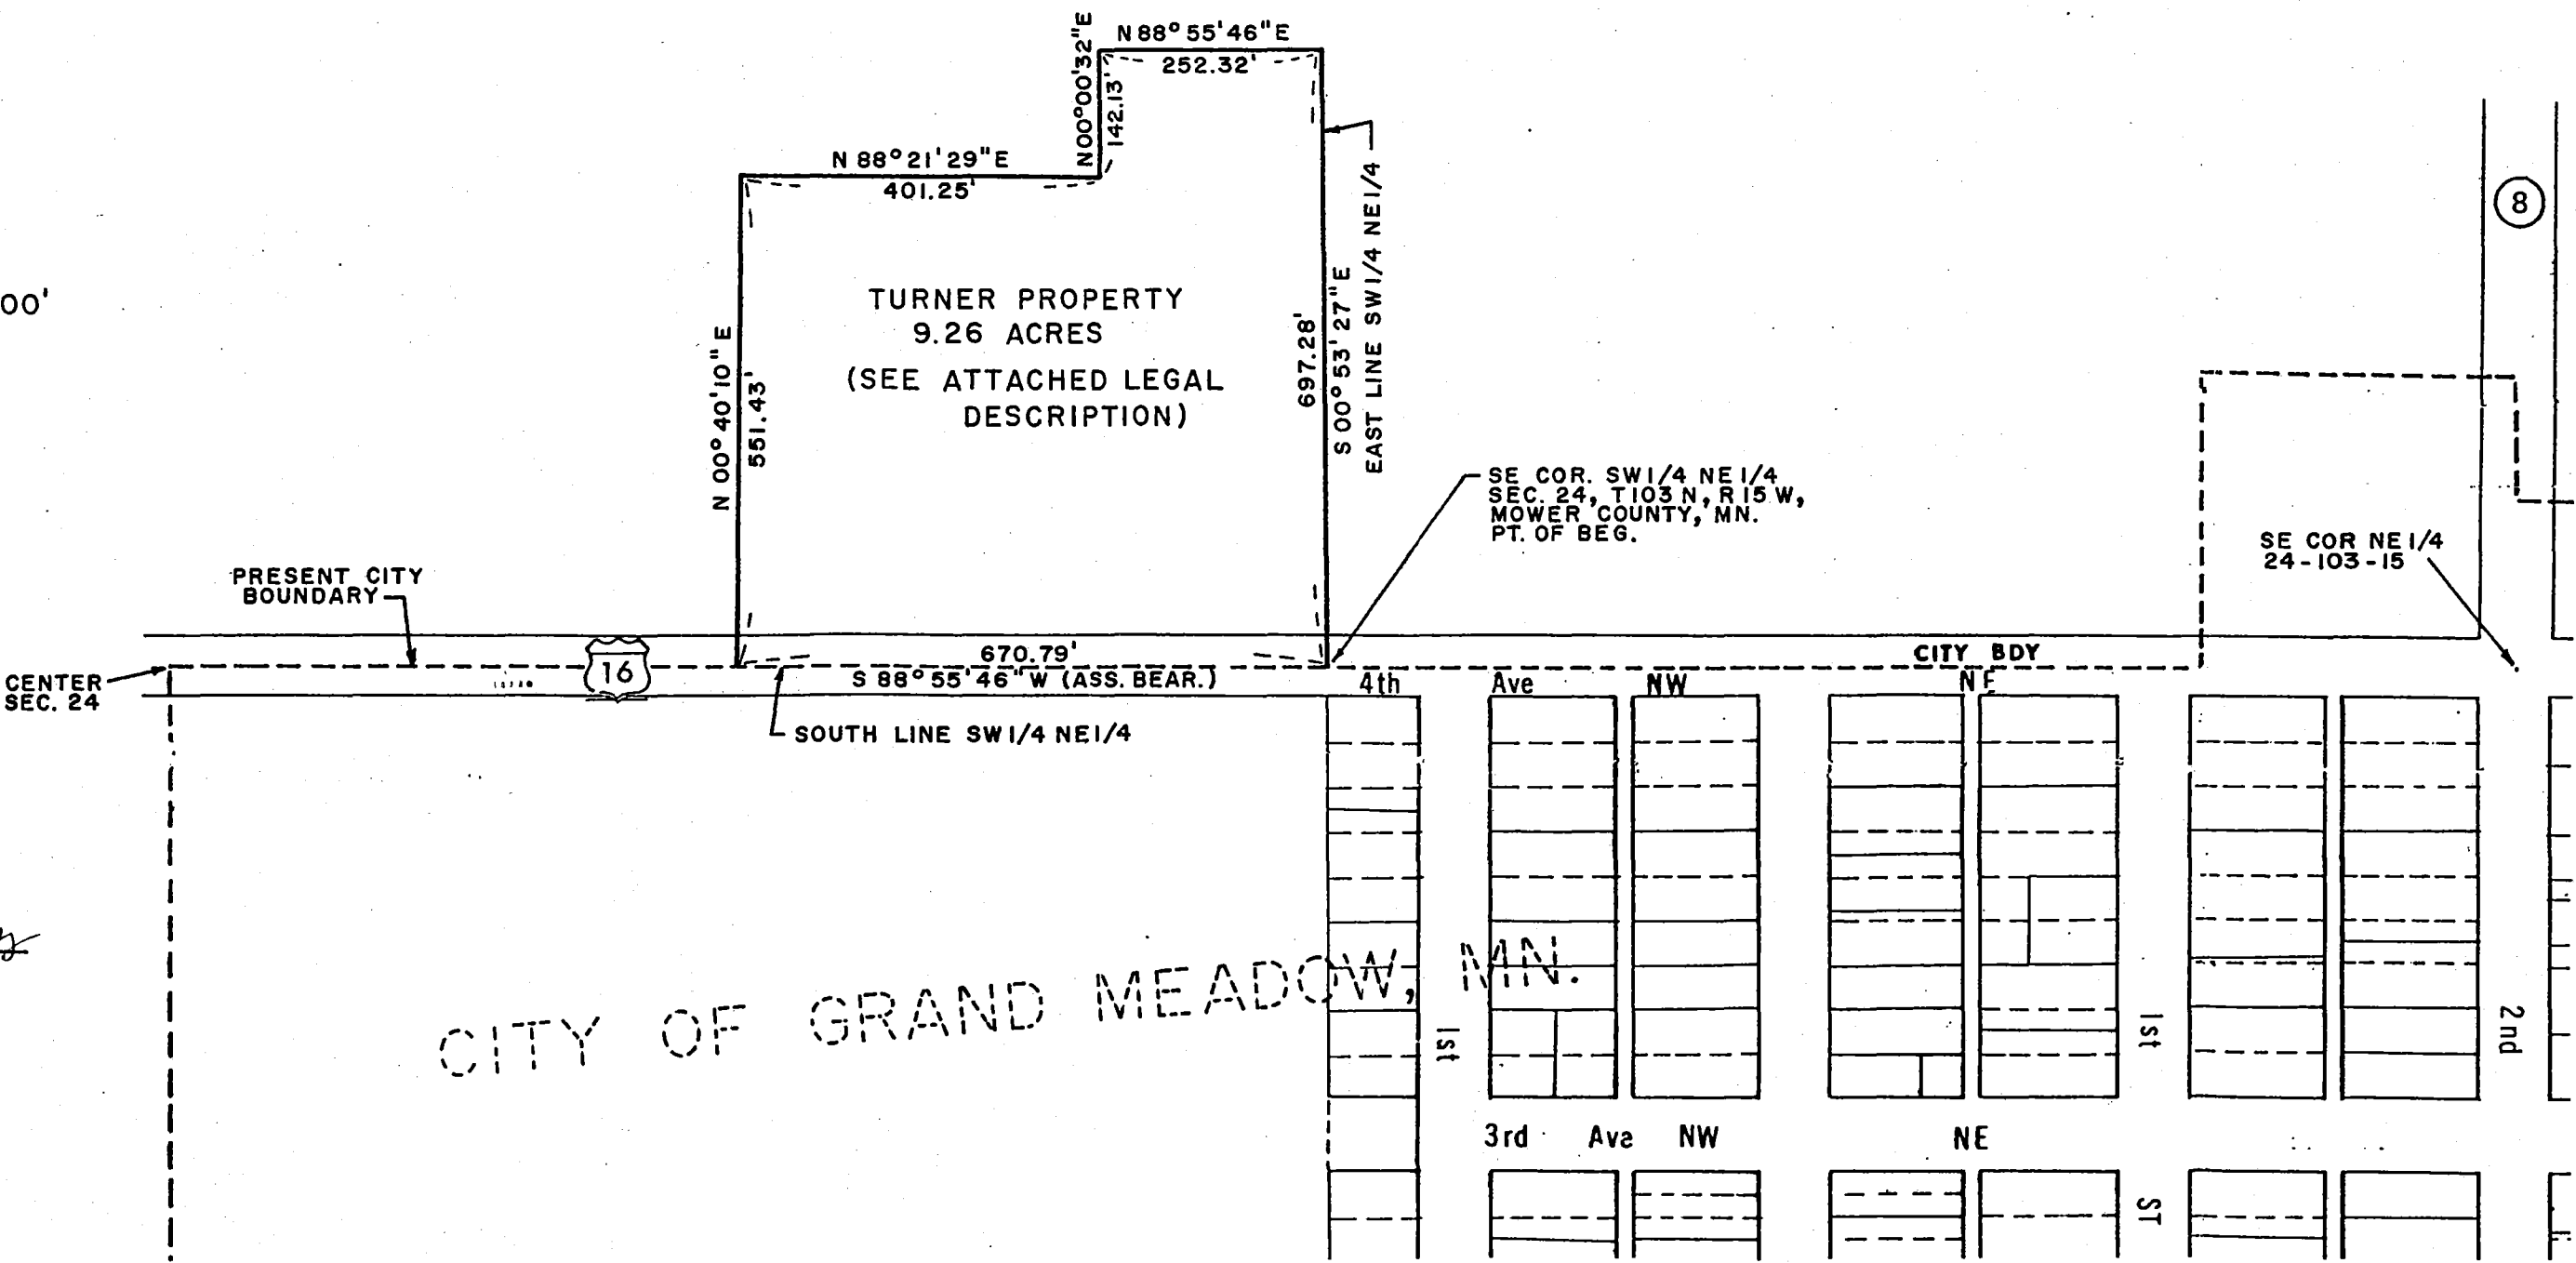 N 88° 55' 46" E
252.32'
N00°00'32"E
142.13'
N 88° 21' 29" E
401.25'
8
00'
TURNER PROPERTY
9.26 ACRES
(SEE ATTACHED LEGAL
DESCRIPTION)
N 00° 40' 10" E
551.43'
697.28'
S 00° 53' 27" E
EAST LINE SW1/4 NE1/4
SE COR. SW1/4 NE1/4
SEC. 24, T103 N, R15 W,
MOWER COUNTY, MN.
PT. OF BEG.
SE COR NE1/4
24-103-15
PRESENT CITY
BOUNDARY
CENTER
SEC. 24
16
670.79'
S 88° 55' 46" W (ASS. BEAR.)
CITY BDY
4th Ave NW NE
SOUTH LINE SW1/4 NE1/4
CITY OF GRAND MEADOW, MN.
1st
1st
2nd
3rd Ave NW NE
ST